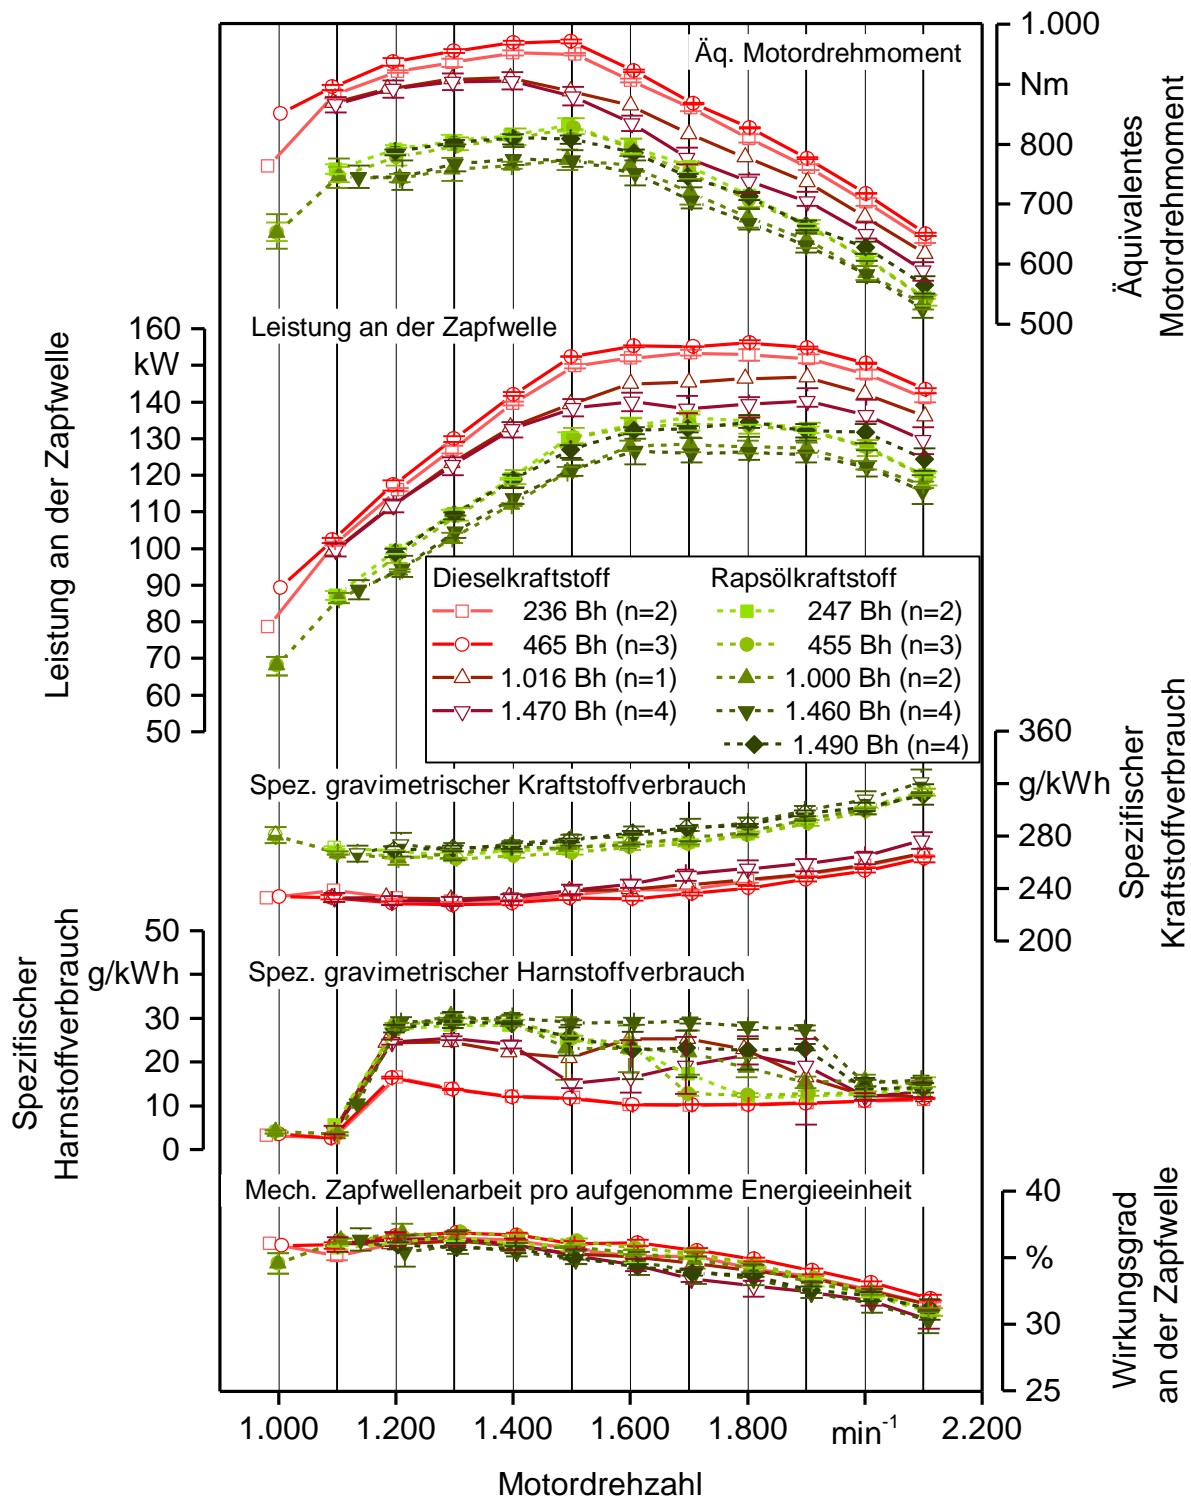 Äq. Motordrehmoment
1.000
Nm
800
700
600
500
Äquivalentes
Motordrehmoment
Leistung an der Zapfwelle
160
kW
140
130
120
110
100
90
80
70
60
50
Leistung an der Zapfwelle
Dieselkraftstoff
236 Bh (n=2)
465 Bh (n=3)
1.016 Bh (n=1)
1.470 Bh (n=4)
Rapsölkraftstoff
247 Bh (n=2)
455 Bh (n=3)
1.000 Bh (n=2)
1.460 Bh (n=4)
1.490 Bh (n=4)
Spez. gravimetrischer Kraftstoffverbrauch
360
g/kWh
280
240
200
Spezifischer
Kraftstoffverbrauch
Spez. gravimetrischer Harnstoffverbrauch
50
g/kWh
30
20
10
0
Spezifischer
Harnstoffverbrauch
Mech. Zapfwellenarbeit pro aufgenomme Energieeinheit
40
%
30
25
Wirkungsgrad
an der Zapfwelle
1.000 1.200 1.400 1.600 1.800 min-1 2.200
Motordrehzahl